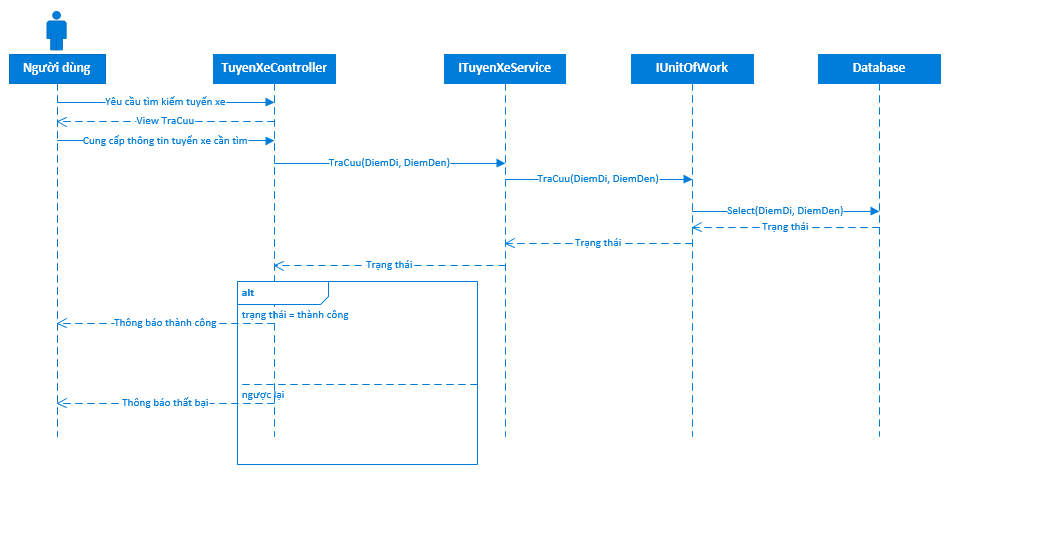 Người dùng
TuyenXeController
ITuyenXeService
IUnitOfWork
Database
Yêu cầu tìm kiếm tuyến xe
View TraCuu
Cung cấp thông tin tuyến xe cần tìm
TraCuu(DiemDi, DiemDen)
TraCuu(DiemDi, DiemDen)
Select(DiemDi, DiemDen)
Trạng thái
Trạng thái
Trạng thái
alt
trạng thái = thành công
Thông báo thành công
ngược lại
Thông báo thất bại